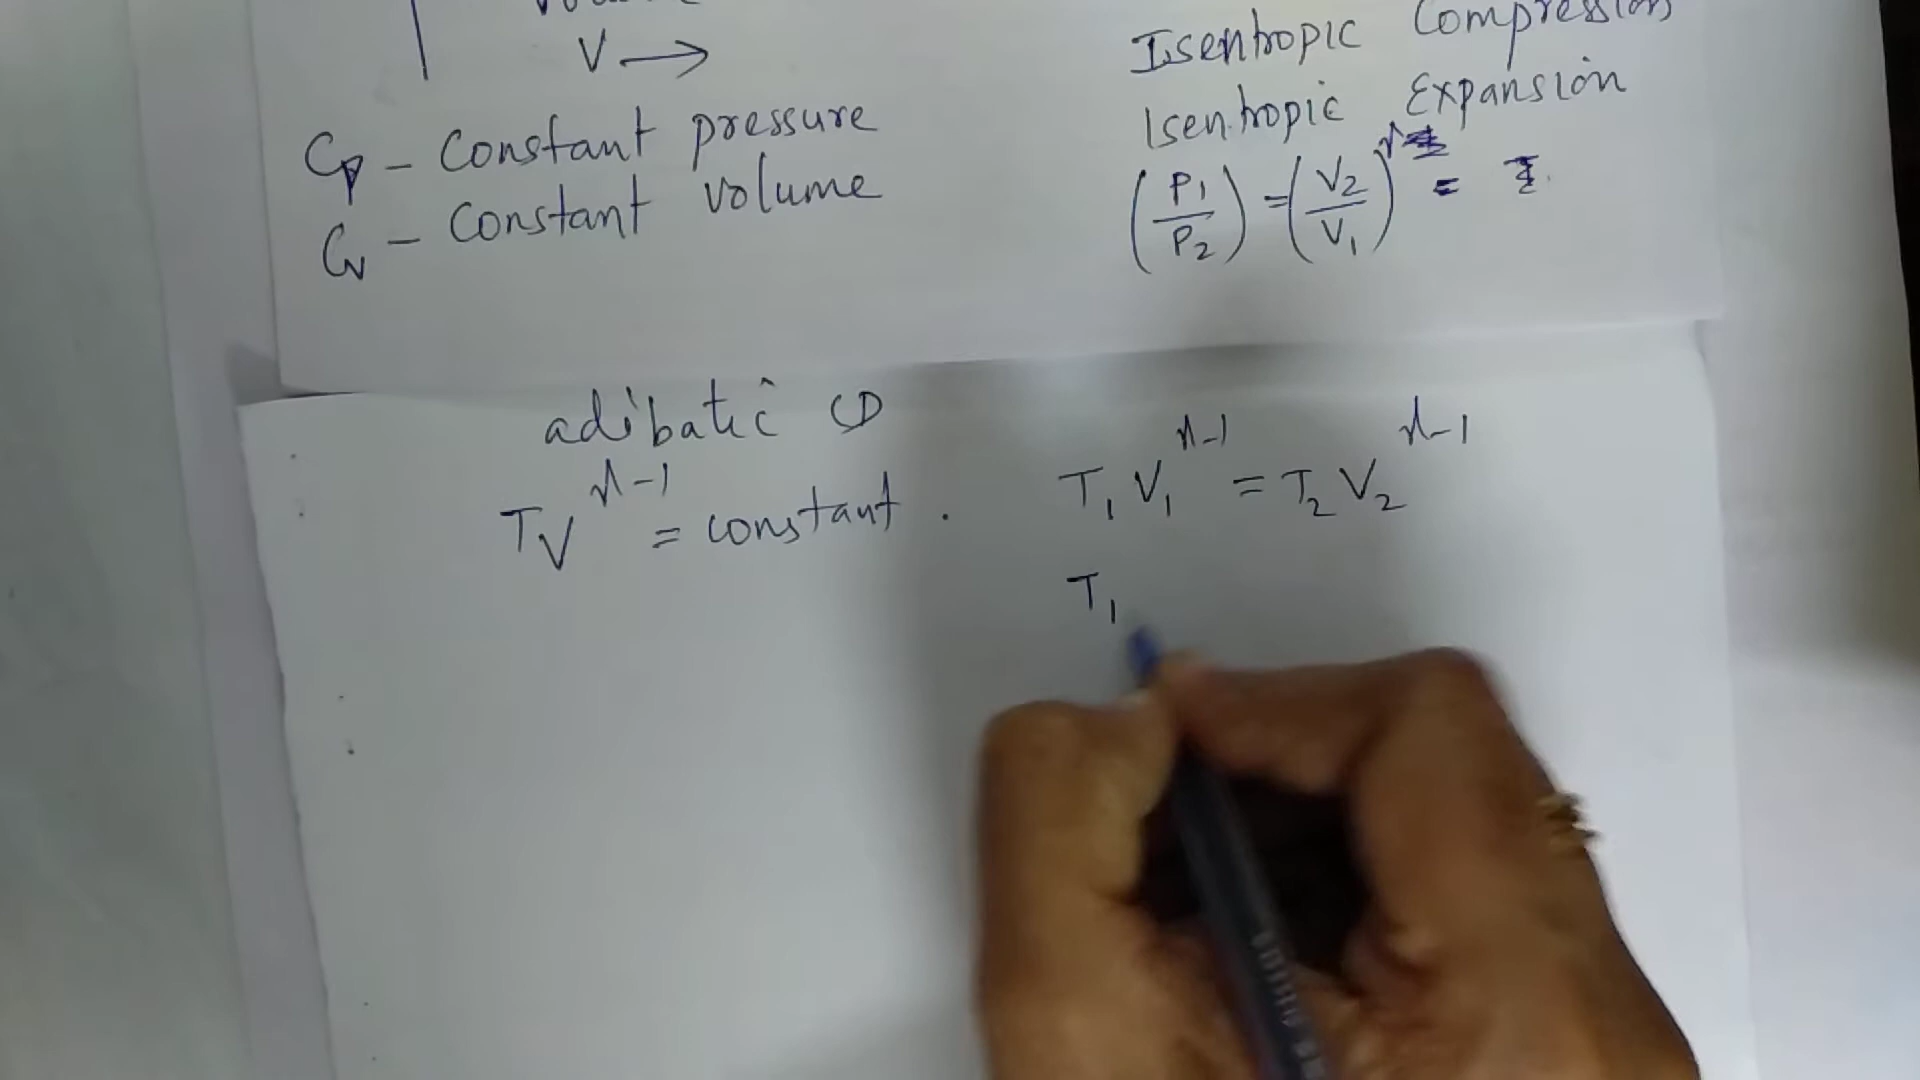 V →
Isentropic Compression
Isentropic Expansion
Cp - Constant pressure
Cv - Constant volume
(P1/P2) = (V2/V1)^γ =
adibatic
TV^γ-1 = constant.
T1 V1^γ-1 = T2 V2^γ-1
T1